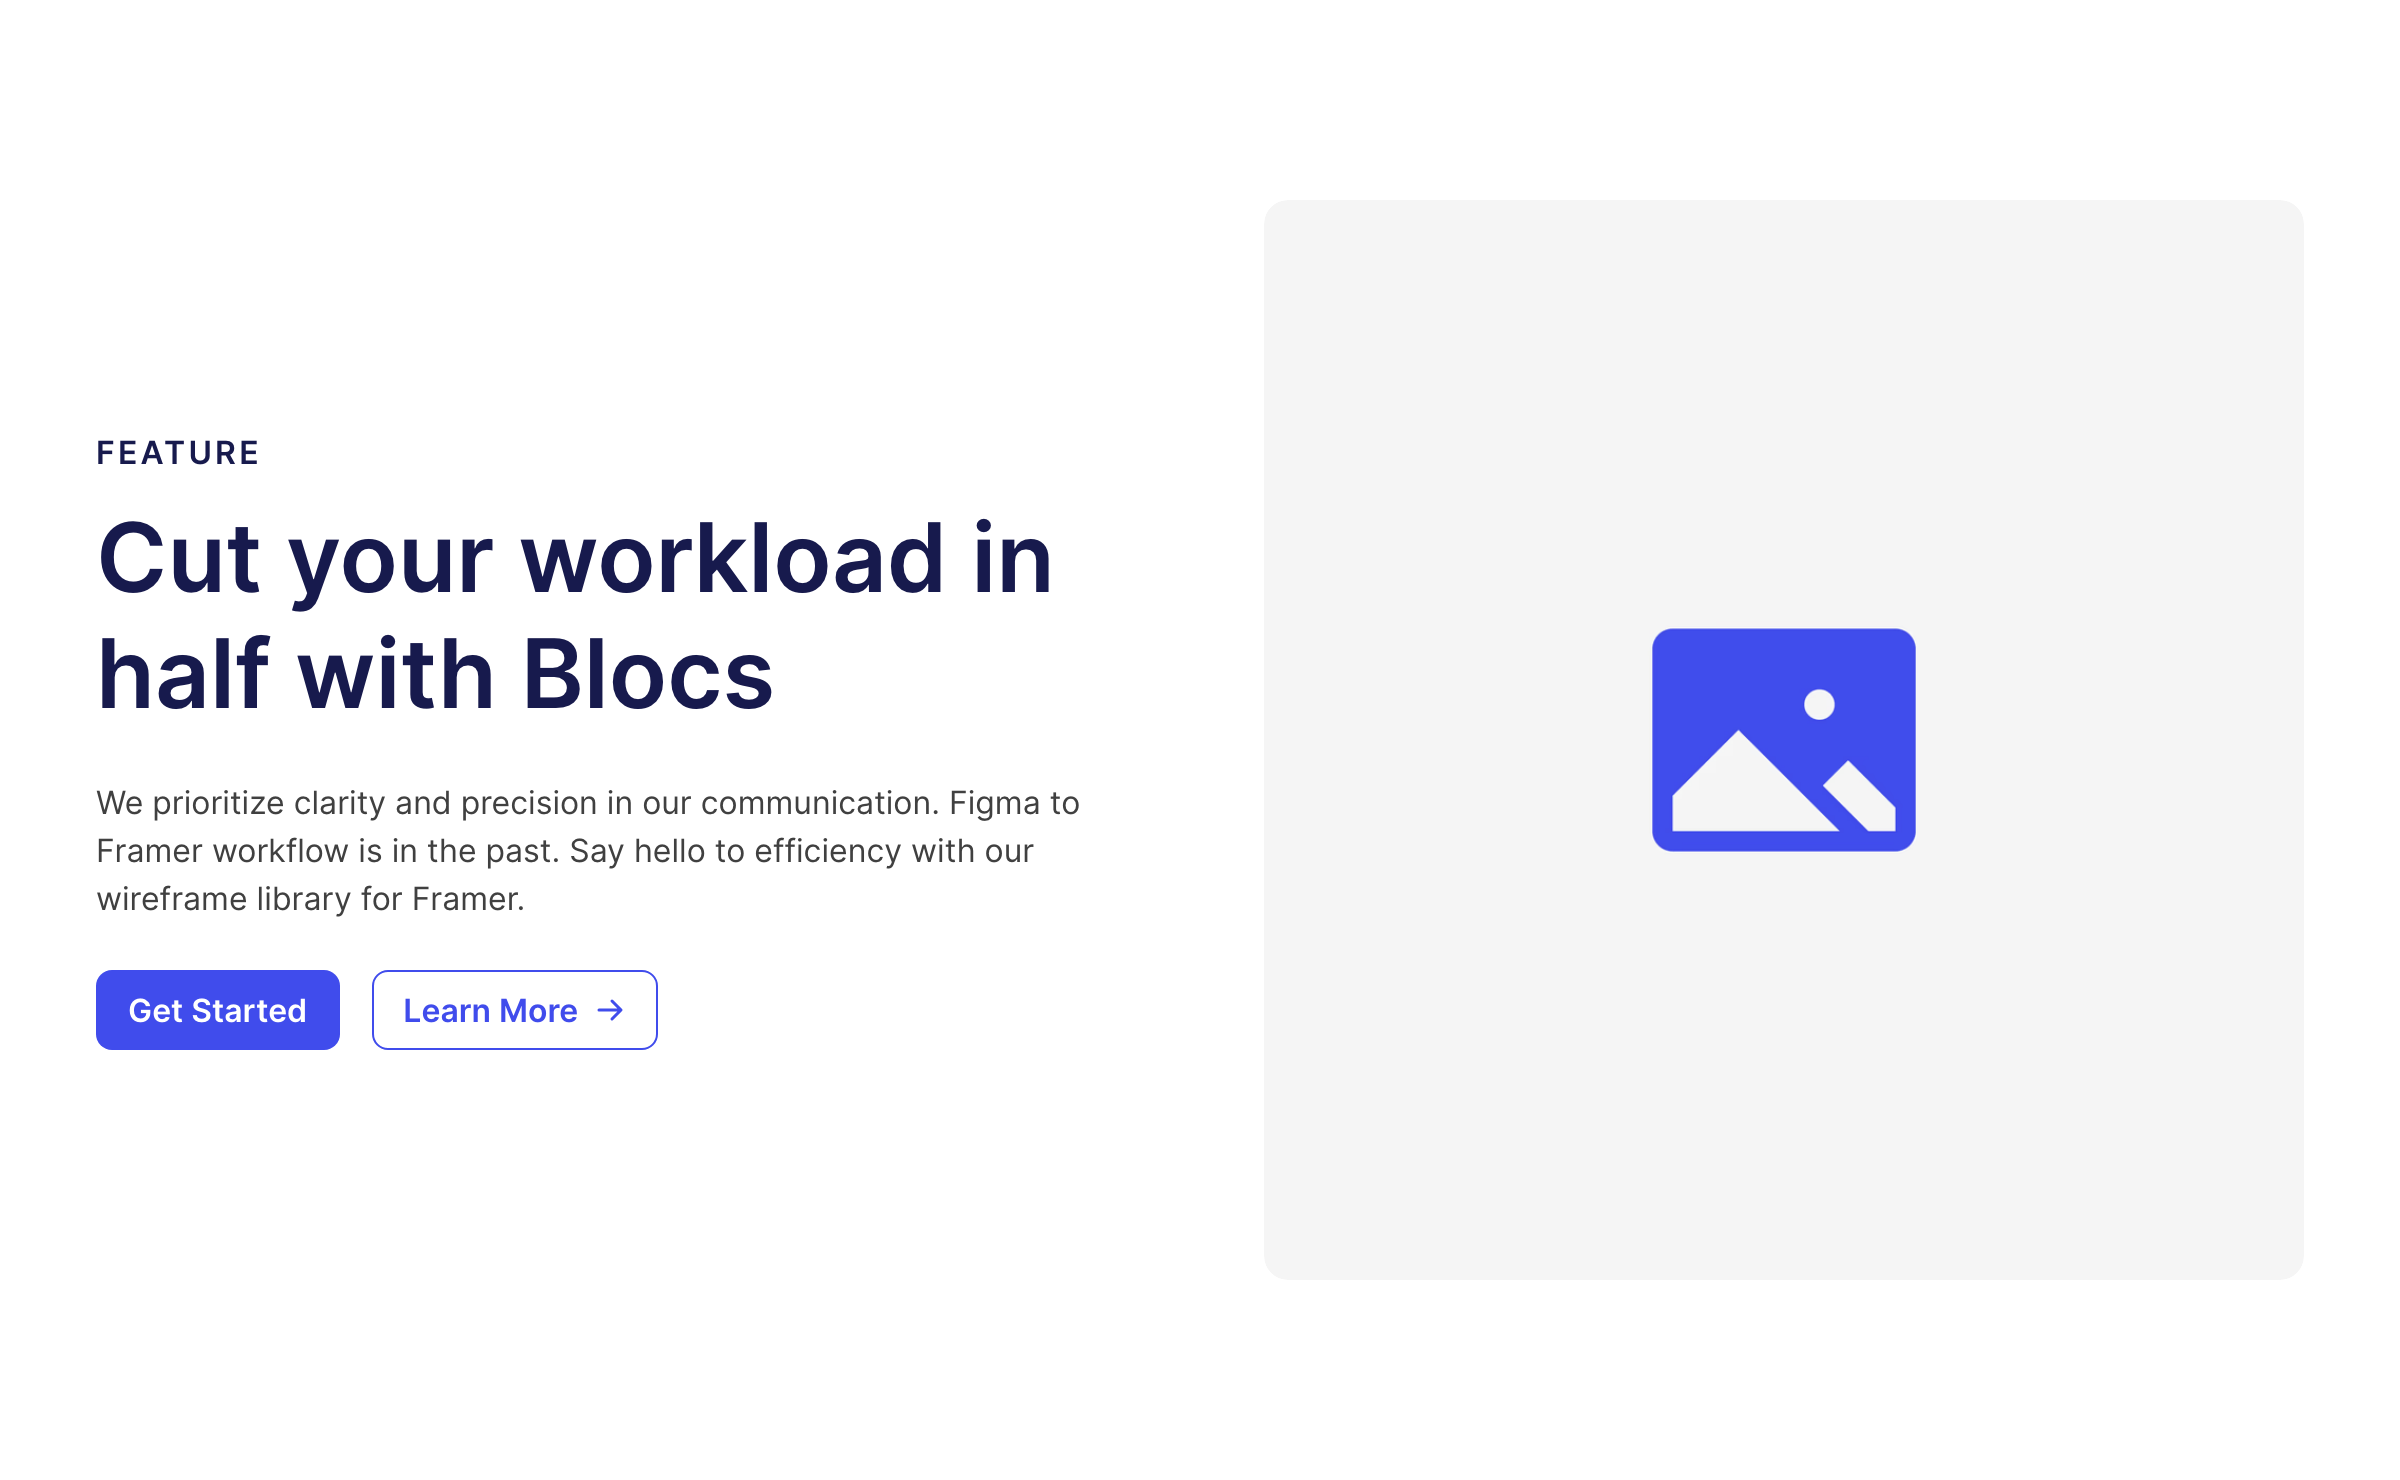 FEATURE
Cut your workload in
half with Blocs
We prioritize clarity and precision in our communication. Figma to
Framer workflow is in the past. Say hello to efficiency with our
wireframe library for Framer.
Get Started
Learn More